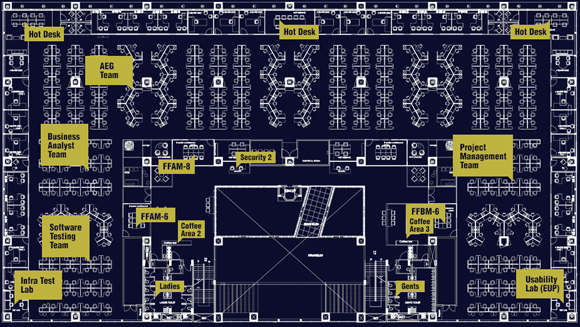 Hot Desk
Hot Desk
Hot Desk
AEG
Team
Business
Analyst
Team
FFAM-8
Security 2
Project
Management
Team
FFAM-6
Coffee
Area 2
FFBM-6
Coffee
Area 3
Software
Testing
Team
Infra Test
Lab
Ladies
Gents
Usability
Lab (EUP)